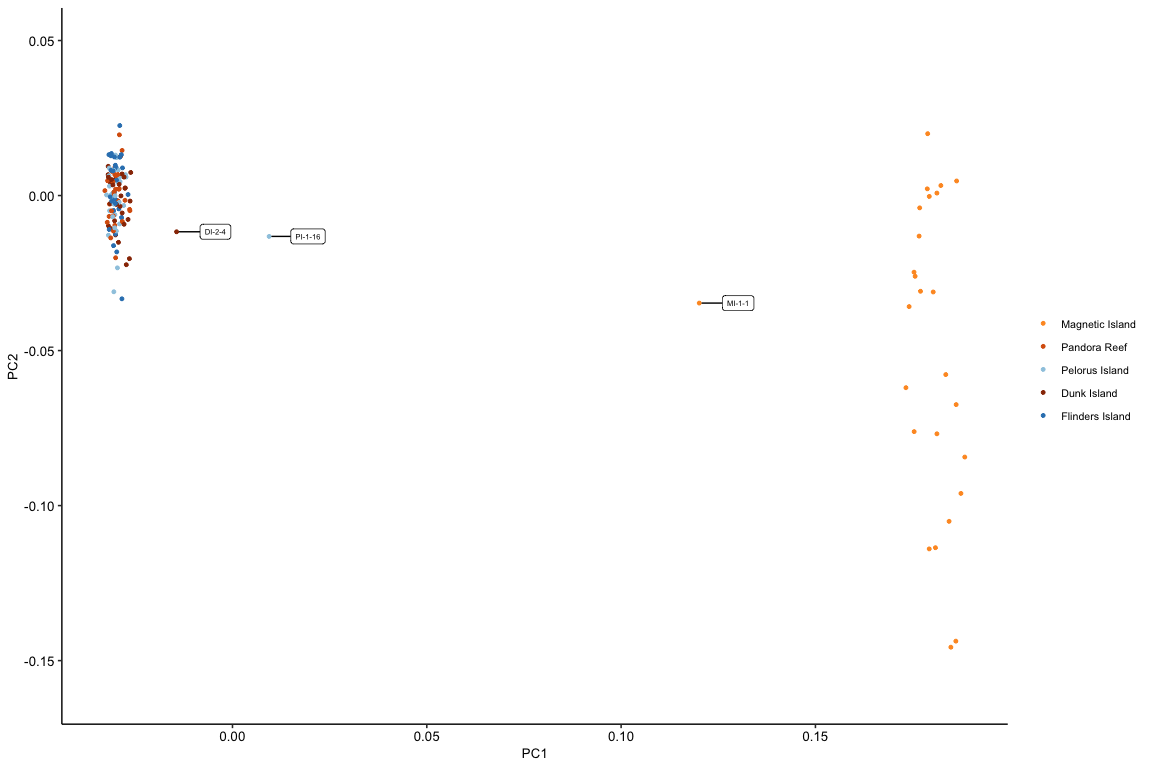 0.05
0.00
-0.05
-0.10
-0.15
PC2
DI-2-4
PI-1-16
MI-1-1
Magnetic Island
Pandora Reef
Pelorus Island
Dunk Island
Flinders Island
0.00
0.05
0.10
0.15
PC1